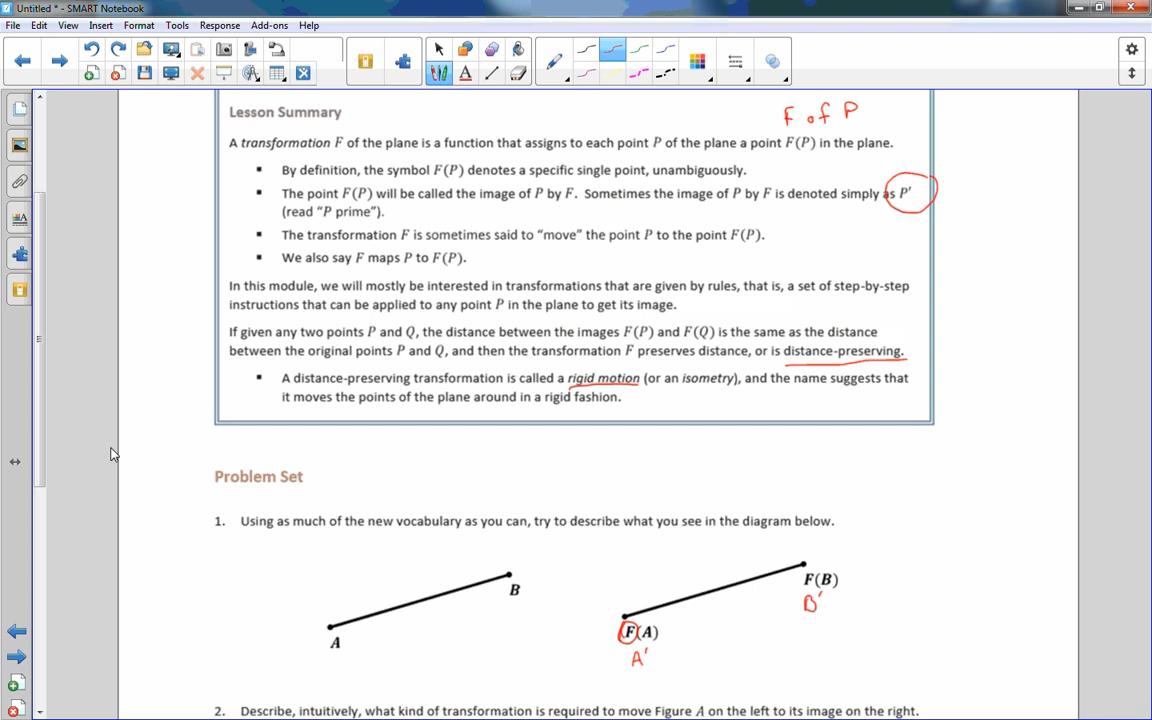 Untitled * - SMART Notebook
File Edit View Insert Format Tools Response Add-ons Help
Lesson Summary
F of P
A transformation F of the plane is a function that assigns to each point P of the plane a point F(P) in the plane.
▪ By definition, the symbol F(P) denotes a specific single point, unambiguously.
▪ The point F(P) will be called the image of P by F. Sometimes the image of P by F is denoted simply as P′
(read “P prime”).
▪ The transformation F is sometimes said to “move” the point P to the point F(P).
▪ We also say F maps P to F(P).
In this module, we will mostly be interested in transformations that are given by rules, that is, a set of step-by-step
instructions that can be applied to any point P in the plane to get its image.
If given any two points P and Q, the distance between the images F(P) and F(Q) is the same as the distance
between the original points P and Q, and then the transformation F preserves distance, or is distance-preserving.
▪ A distance-preserving transformation is called a rigid motion (or an isometry), and the name suggests that
it moves the points of the plane around in a rigid fashion.
Problem Set
1. Using as much of the new vocabulary as you can, try to describe what you see in the diagram below.
B
F(B)
B′
A
F(A)
A′
2. Describe, intuitively, what kind of transformation is required to move Figure A on the left to its image on the right.